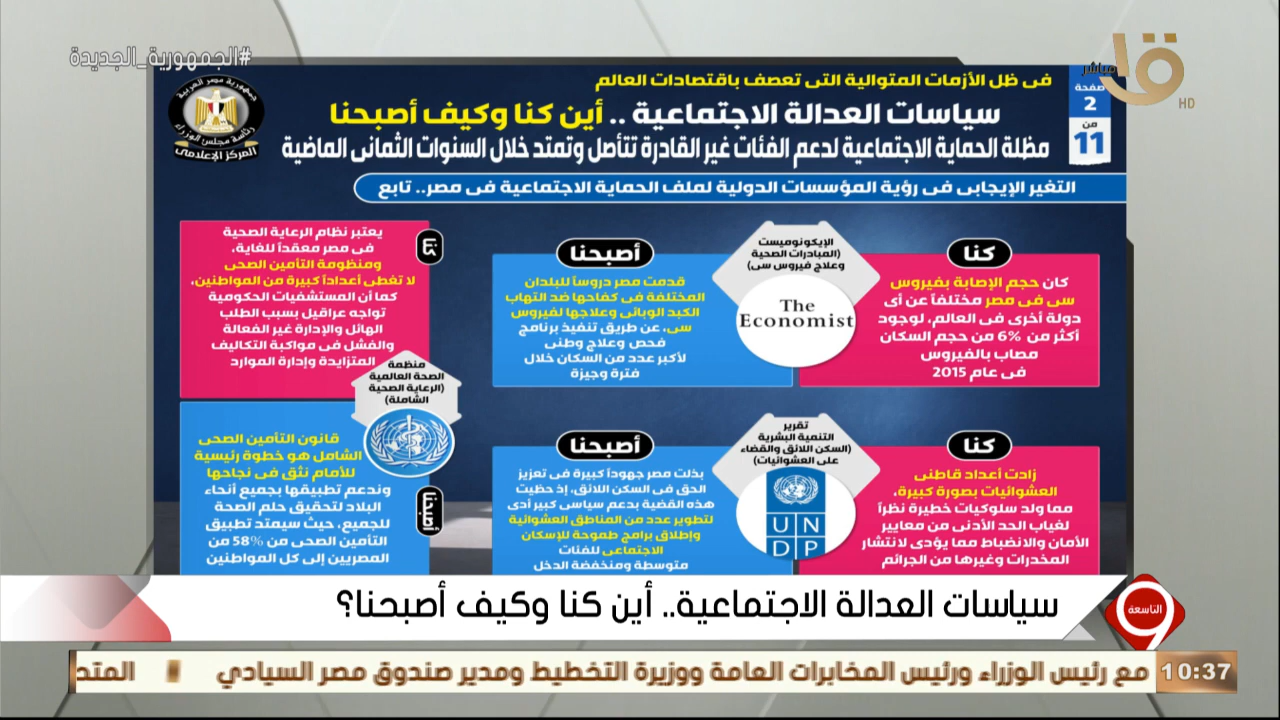 #الجمهورية_الجديدة
مباشر
HD
جمهورية مصر العربية
رئاسة مجلس الوزراء
المركز الإعلامى
صفحة
2
من
11
فى ظل الأزمات المتوالية التى تعصف باقتصادات العالم
سياسات العدالة الاجتماعية .. أين كنا وكيف أصبحنا
مظلة الحماية الاجتماعية لدعم الفئات غير القادرة تتأصل وتمتد خلال السنوات الثمانى الماضية
التغير الإيجابى فى رؤية المؤسسات الدولية لملف الحماية الاجتماعية فى مصر.. تابع
كنا
كان حجم الإصابة بفيروس
سى فى مصر مختلفاً عن أى
دولة أخرى فى العالم، لوجود
أكثر من 6% من حجم السكان
مصاب بالفيروس
فى عام 2015
الإيكونوميست
(المبادرات الصحية
وعلاج فيروس سى)
The
Economist
أصبحنا
قدمت مصر دروساً للبلدان
المختلفة فى كفاحها ضد التهاب
الكبد الوبائى وعلاجها لفيروس
سى، عن طريق تنفيذ برنامج
فحص وعلاج وطنى
لأكبر عدد من السكان خلال
فترة وجيزة
كنا
يعتبر نظام الرعاية الصحية
فى مصر معقداً للغاية،
ومنظومة التأمين الصحى
لا تغطى أعداداً كبيرة من المواطنين،
كما أن المستشفيات الحكومية
تواجه عراقيل بسبب الطلب
الهائل والإدارة غير الفعالة
والفشل فى مواكبة التكاليف
المتزايدة وإدارة الموارد
منظمة
الصحة العالمية
(الرعاية الصحية
الشاملة)
أصبحنا
قانون التأمين الصحى
الشامل هو خطوة رئيسية
للأمام نثق فى نجاحها
وندعم تطبيقها بجميع أنحاء
البلاد لتحقيق حلم الصحة
للجميع، حيث سيمتد تطبيق
التأمين الصحى من 58% من
المصريين إلى كل المواطنين
كنا
زادت أعداد قاطنى
العشوائيات بصورة كبيرة،
مما ولد سلوكيات خطيرة نظراً
لغياب الحد الأدنى من معايير
الأمان والانضباط مما يؤدى لانتشار
المخدرات وغيرها من الجرائم
تقرير
التنمية البشرية
(السكن اللائق والقضاء
على العشوائيات)
U N
D P
أصبحنا
بذلت مصر جهوداً كبيرة فى تعزيز
الحق فى السكن اللائق، إذ حظيت
هذه القضية بدعم سياسى كبير أدى
لتطوير عدد من المناطق العشوائية
وإطلاق برامج طموحة للإسكان
الاجتماعى للفئات
متوسطة ومنخفضة الدخل
التاسعة
سياسات العدالة الاجتماعية.. أين كنا وكيف أصبحنا؟
10:37
مع رئيس الوزراء ورئيس المخابرات العامة ووزيرة التخطيط ومدير صندوق مصر السيادي
المتد